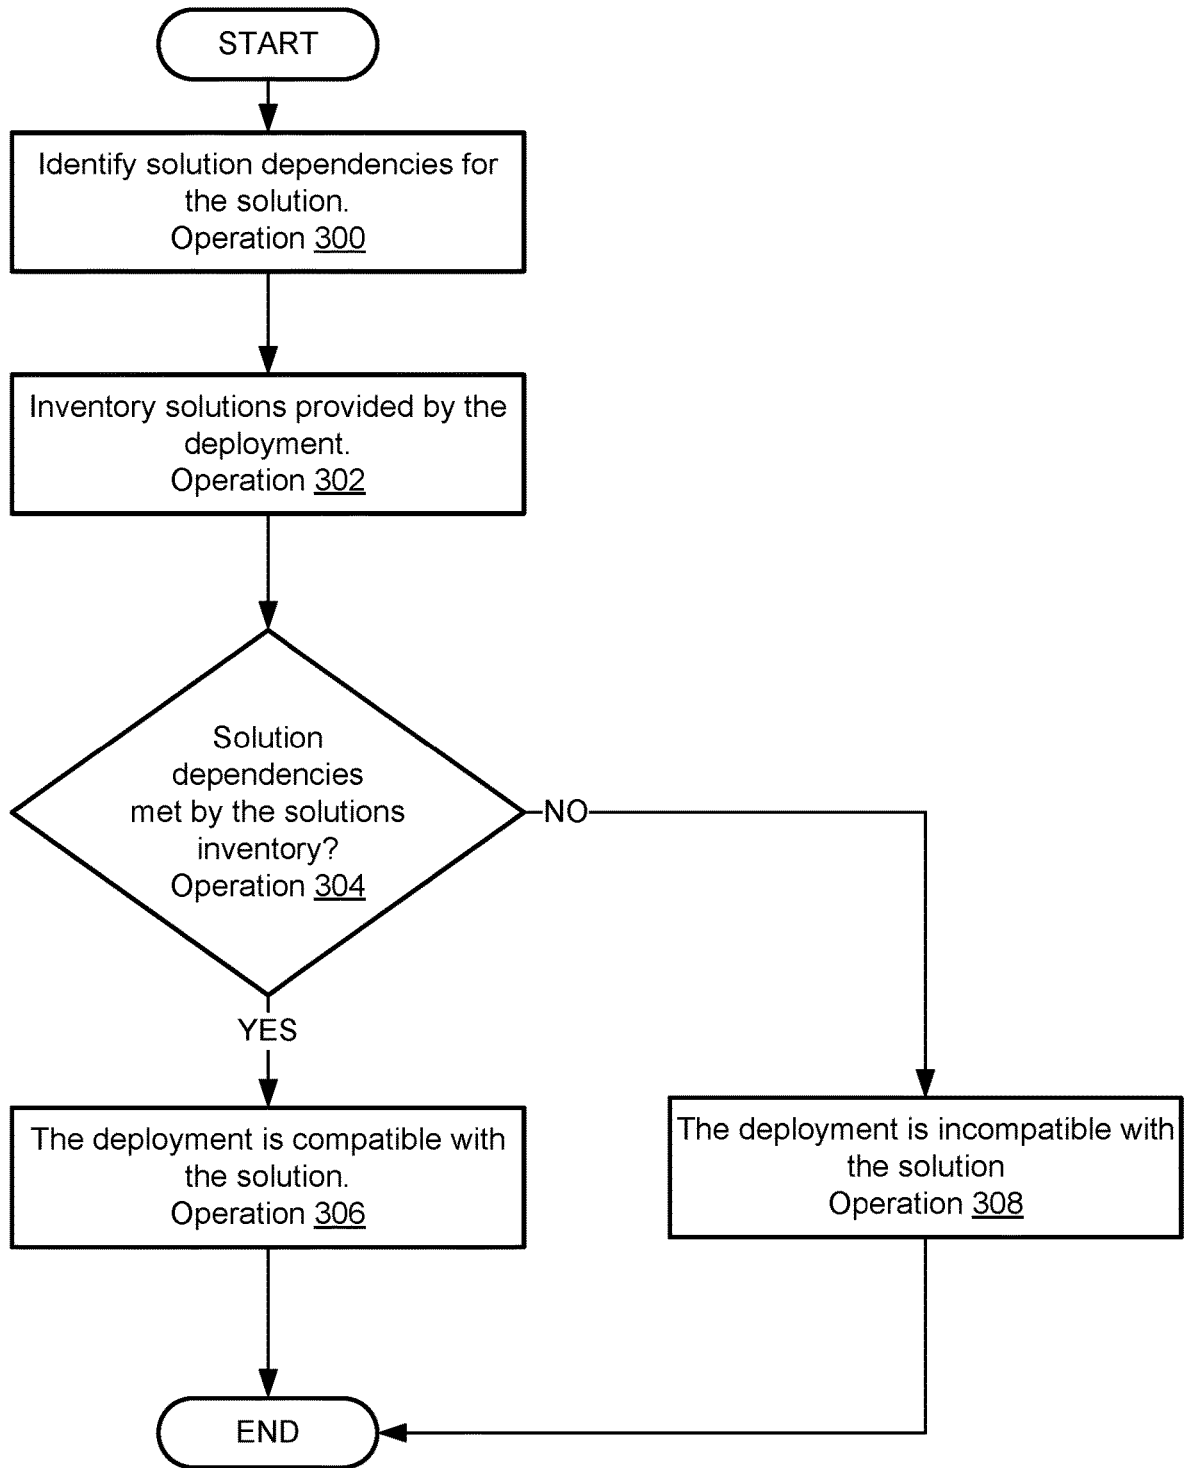 START
Identify solution dependencies for
the solution.
Operation 300
Inventory solutions provided by the
deployment.
Operation 302
Solution
dependencies
met by the solutions
inventory?
Operation 304
NO
YES
The deployment is compatible with
the solution.
Operation 306
The deployment is incompatible with
the solution
Operation 308
END